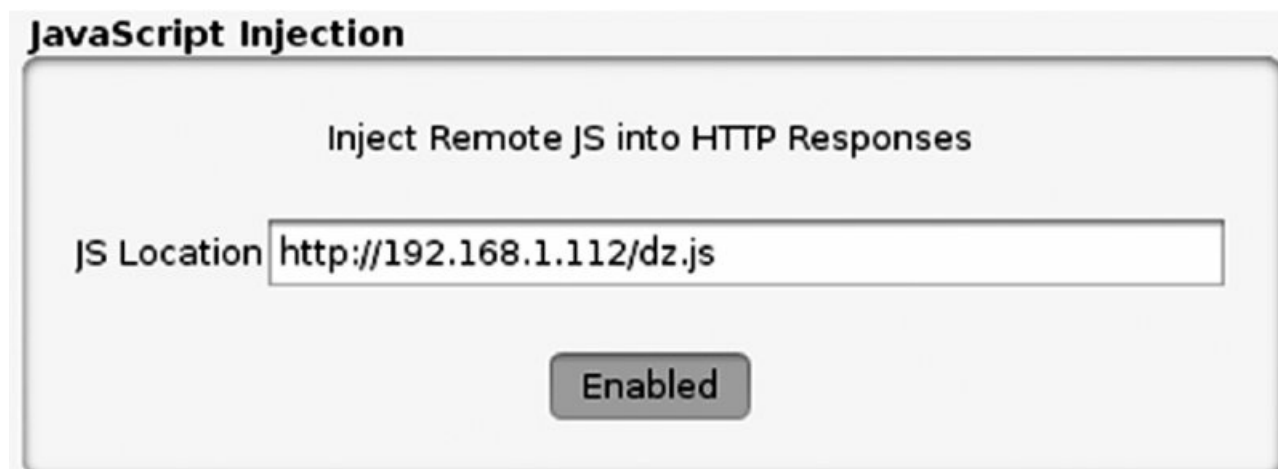 JavaScript Injection
Inject Remote JS into HTTP Responses
JS Location http://192.168.1.112/dz.js
Enabled